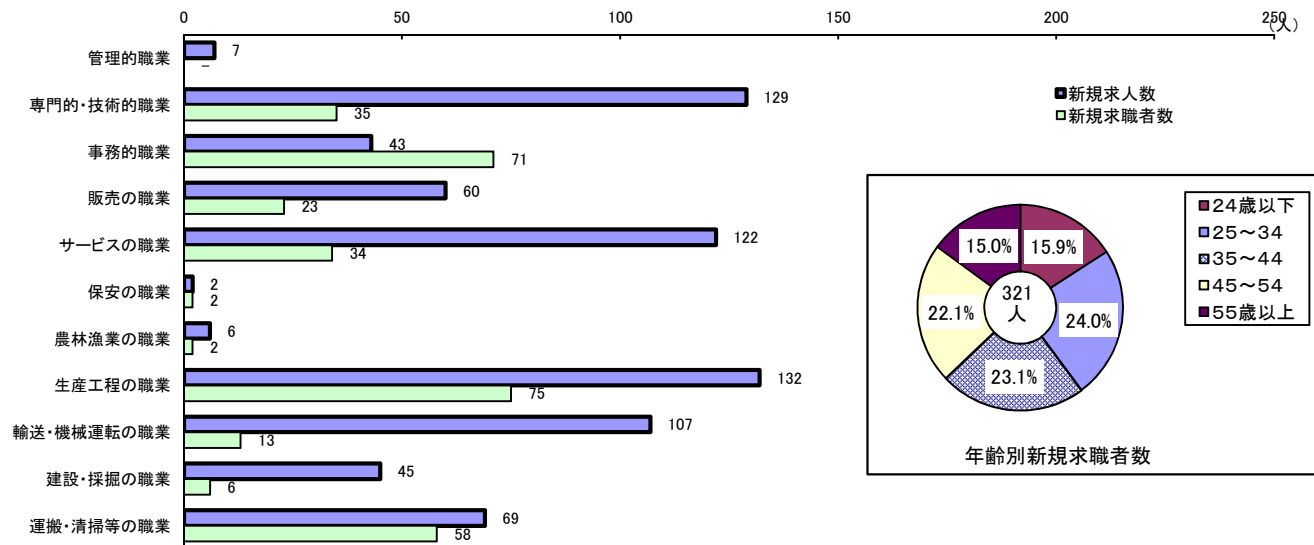 0 50 100 150 200 250
(人)
管理的職業 7
-
専門的・技術的職業 129
35
事務的職業 43
71
販売の職業 60
23
サービスの職業 122
34
保安の職業 2
2
農林漁業の職業 6
2
生産工程の職業 132
75
輸送・機械運転の職業 107
13
建設・採掘の職業 45
6
運搬・清掃等の職業 69
58
新規求人数
新規求職者数
15.0% 15.9%
321
人
22.1% 24.0%
23.1%
年齢別新規求職者数
24歳以下
25～34
35～44
45～54
55歳以上